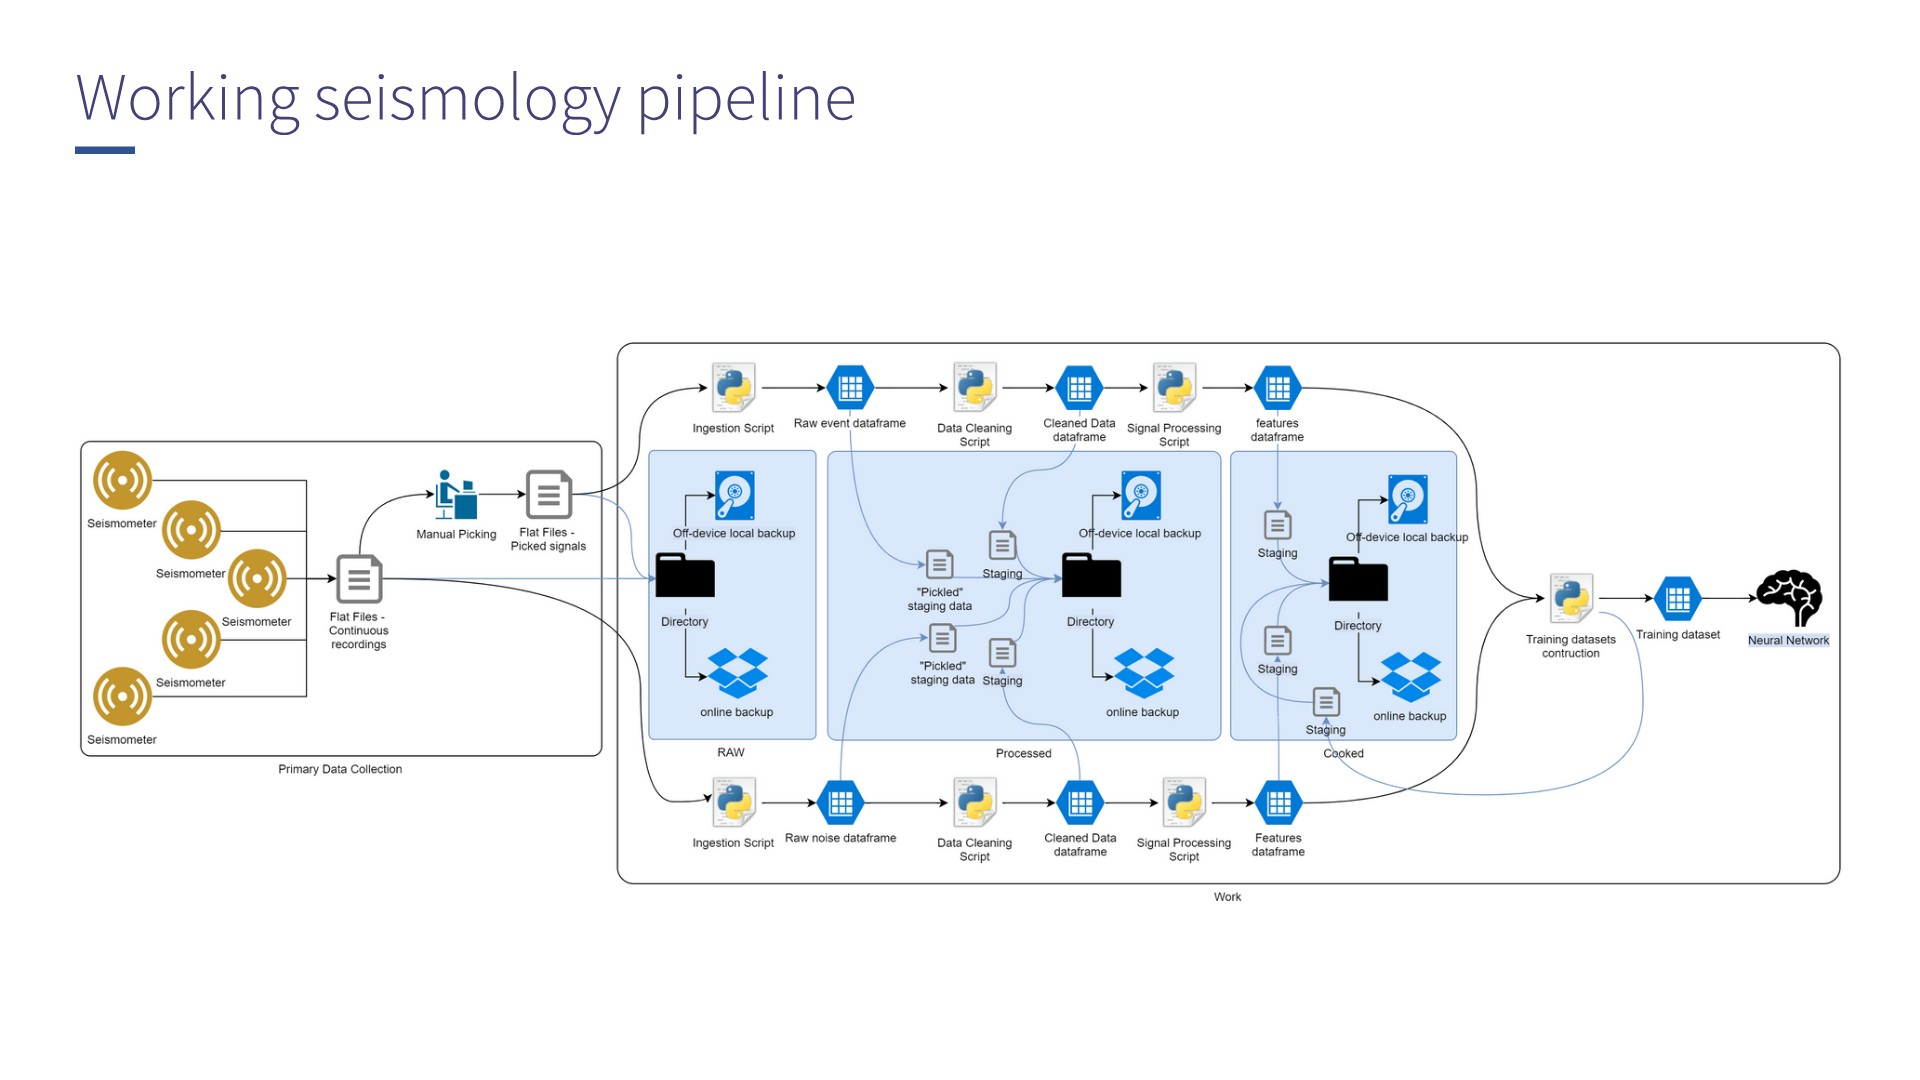 Working seismology pipeline
Ingestion Script
Raw event dataframe
Data Cleaning
Script
Cleaned Data
dataframe
Signal Processing
Script
features
dataframe
Seismometer
Seismometer
Seismometer
Seismometer
Seismometer
Flat Files -
Continuous
recordings
Manual Picking
Flat Files -
Picked signals
Primary Data Collection
Off-device local backup
Directory
online backup
RAW
"Pickled"
staging data
Staging
"Pickled"
staging data
Staging
Off-device local backup
Directory
online backup
Processed
Staging
Staging
Staging
Off-device local backup
Directory
online backup
Cooked
Training datasets
contruction
Training dataset
Neural Network
Ingestion Script
Raw noise dataframe
Data Cleaning
Script
Cleaned Data
dataframe
Signal Processing
Script
Features
dataframe
Work